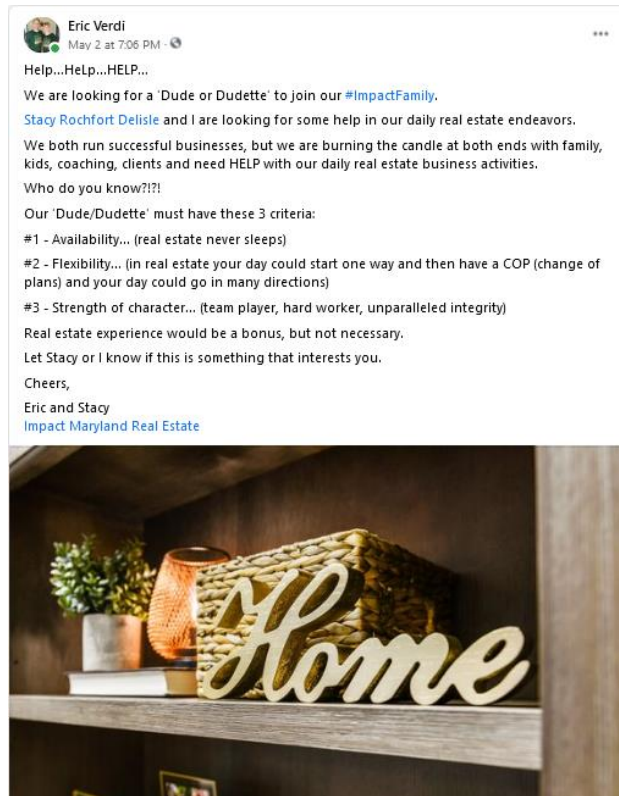 Eric Verdi
May 2 at 7:06 PM ·
Help...HeLp...HELP...
We are looking for a 'Dude or Dudette' to join our #ImpactFamily.
Stacy Rochfort Delisle and I are looking for some help in our daily real estate endeavors.
We both run successful businesses, but we are burning the candle at both ends with family,
kids, coaching, clients and need HELP with our daily real estate business activities.
Who do you know?!?!
Our 'Dude/Dudette' must have these 3 criteria:
#1 - Availability... (real estate never sleeps)
#2 - Flexibility... (in real estate your day could start one way and then have a COP (change of
plans) and your day could go in many directions)
#3 - Strength of character... (team player, hard worker, unparalleled integrity)
Real estate experience would be a bonus, but not necessary.
Let Stacy or I know if this is something that interests you.
Cheers,
Eric and Stacy
Impact Maryland Real Estate
Home